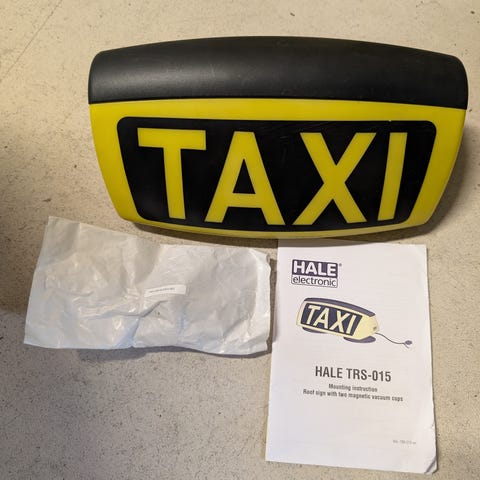 TAXI
HALE®
electronic
TAXI
HALE TRS-015
Mounting instruction
Roof sign with two magnetic vacuum cups